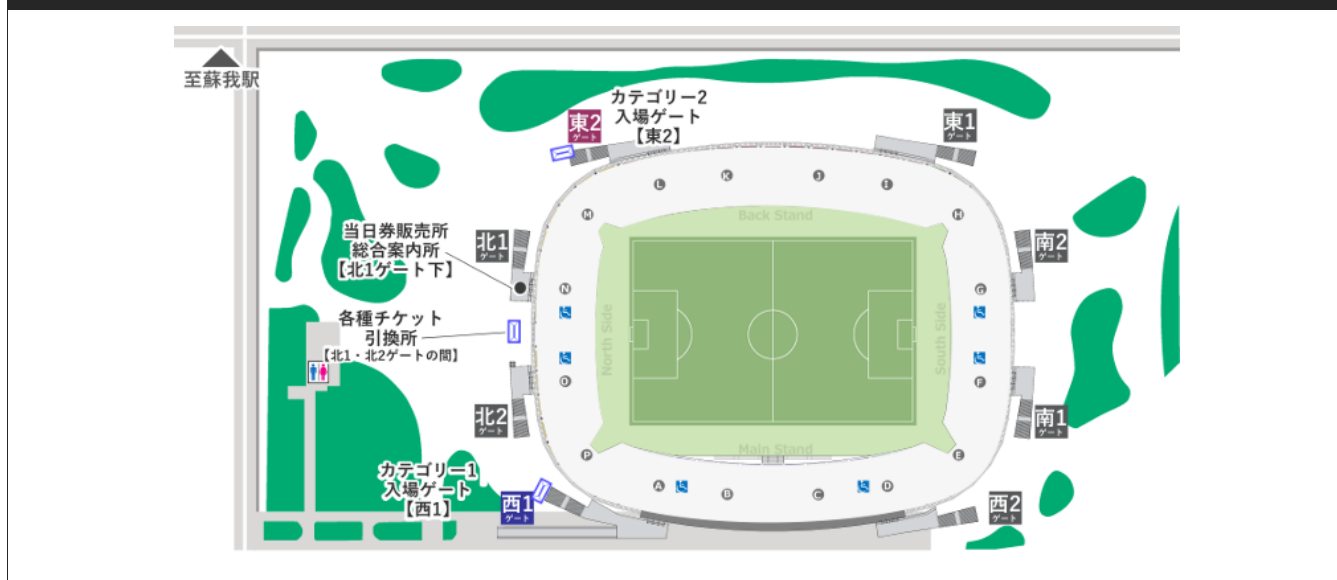 至蘇我駅
カテゴリー2
入場ゲート
【東2】
東2
ゲート
東1
ゲート
L
K
J
I
M
H
Back Stand
当日券販売所
総合案内所
【北1ゲート下】
北1
ゲート
南2
ゲート
N
G
各種チケット
引換所
【北1・北2ゲートの間】
North Side
South Side
O
F
北2
ゲート
南1
ゲート
Main Stand
P
E
カテゴリー1
入場ゲート
【西1】
A
B
C
D
西1
ゲート
西2
ゲート